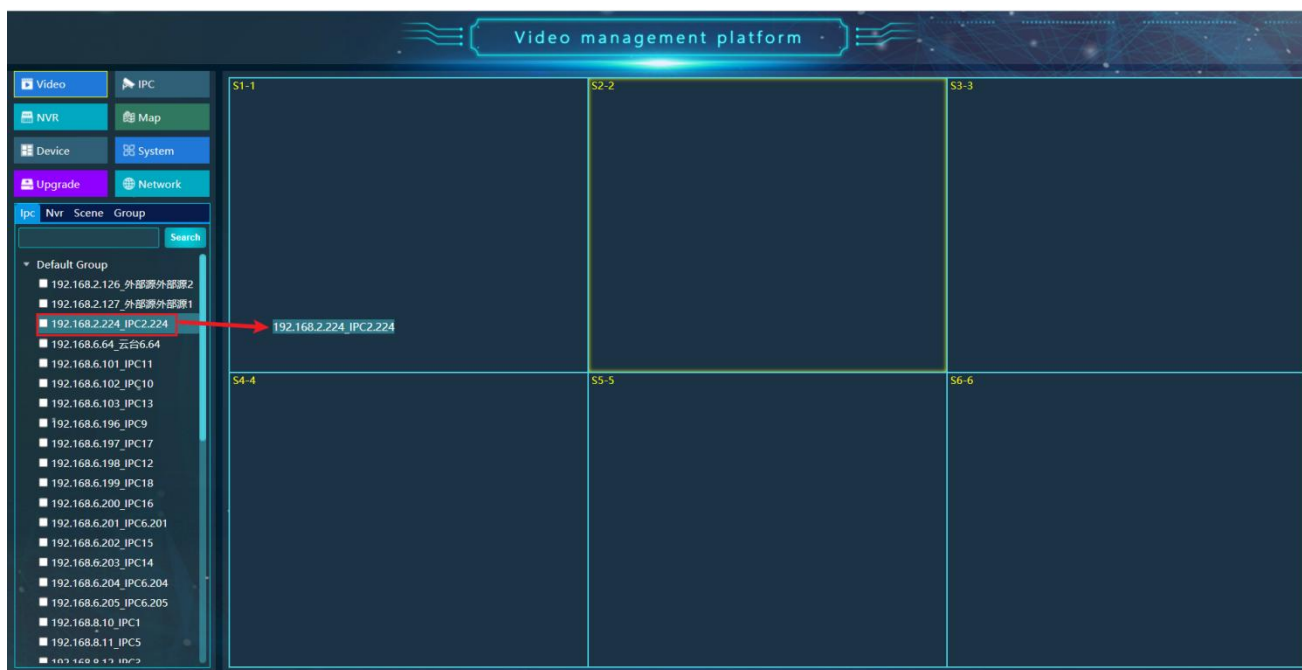 Video management platform
Video
IPC
NVR
Map
Device
System
Upgrade
Network
Ipc Nvr Scene Group
Search
Default Group
192.168.2.126_外部源外部源2
192.168.2.127_外部源外部源1
192.168.2.224_IPC2.224
192.168.6.64_云台6.64
192.168.6.101_IPC11
192.168.6.102_IPC10
192.168.6.103_IPC13
192.168.6.196_IPC9
192.168.6.197_IPC17
192.168.6.198_IPC12
192.168.6.199_IPC18
192.168.6.200_IPC16
192.168.6.201_IPC6.201
192.168.6.202_IPC15
192.168.6.203_IPC14
192.168.6.204_IPC6.204
192.168.6.205_IPC6.205
192.168.8.10_IPC1
192.168.8.11_IPC5
S1-1
S2-2
S3-3
192.168.2.224_IPC2.224
S4-4
S5-5
S6-6